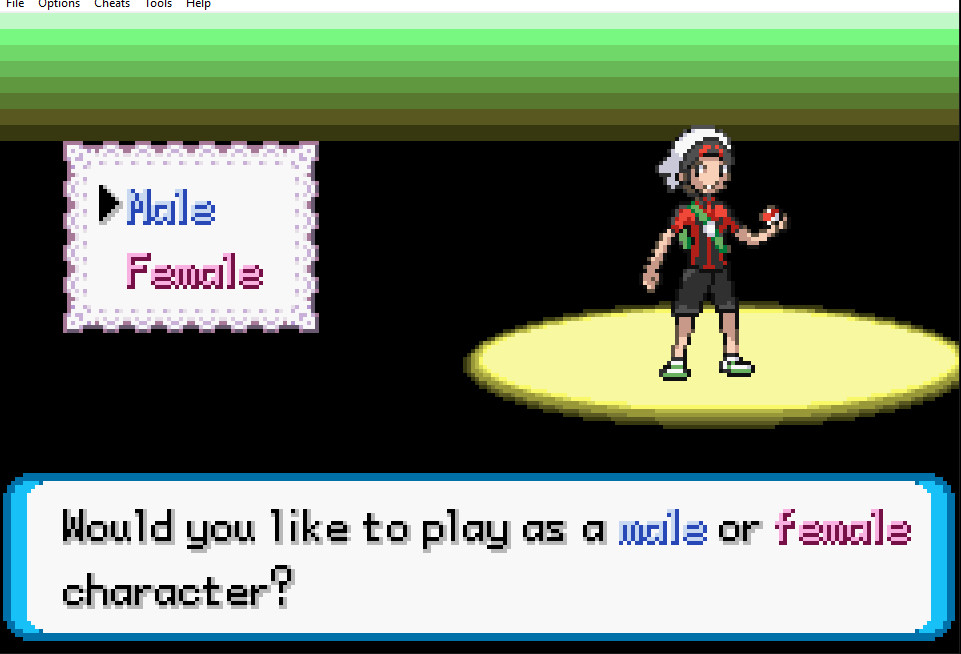 File Options Cheats Tools Help
Male
Female
Would you like to play as a male or female
character?